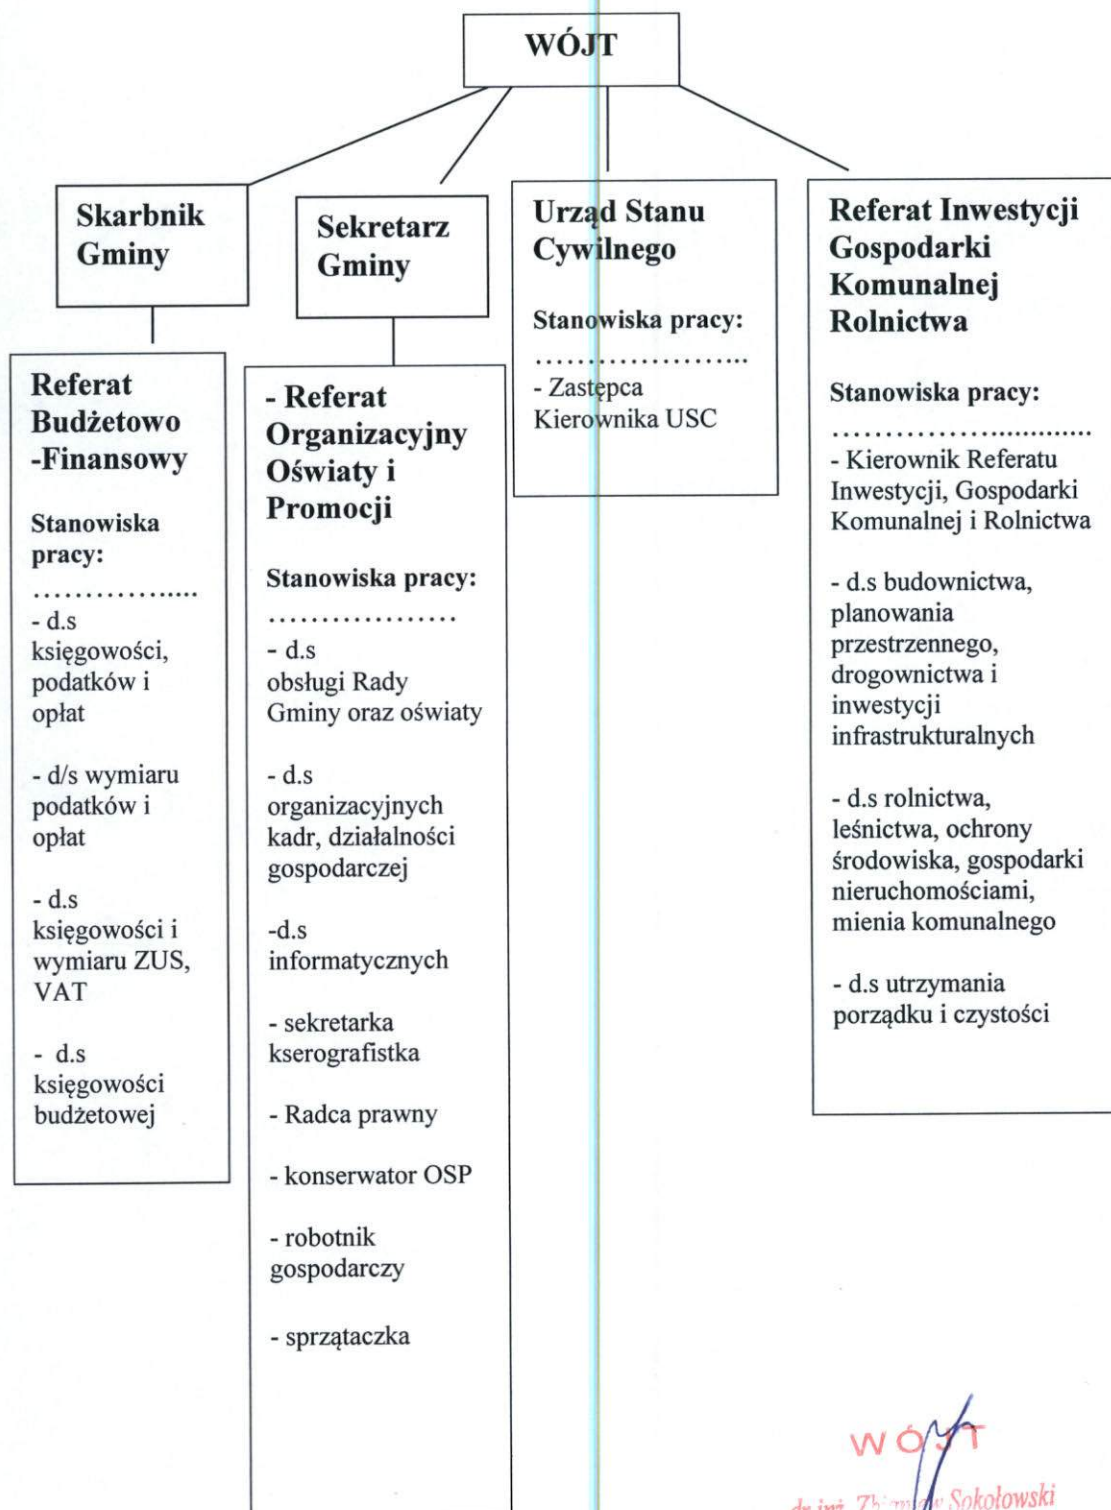 WÓJT
Skarbnik
Gminy
Sekretarz
Gminy
Urząd Stanu
Cywilnego
Stanowiska pracy:
…………………..
- Zastępca
Kierownika USC
Referat Inwestycji
Gospodarki
Komunalnej
Rolnictwa
Stanowiska pracy:
……………............
- Kierownik Referatu
Inwestycji, Gospodarki
Komunalnej i Rolnictwa
- d.s budownictwa,
planowania
przestrzennego,
drogownictwa i
inwestycji
infrastrukturalnych
- d.s rolnictwa,
leśnictwa, ochrony
środowiska, gospodarki
nieruchomościami,
mienia komunalnego
- d.s utrzymania
porządku i czystości
Referat
Budżetowo
-Finansowy
Stanowiska
pracy:
…………….....
- d.s
księgowości,
podatków i
opłat
- d/s wymiaru
podatków i
opłat
- d.s
księgowości i
wymiaru ZUS,
VAT
- d.s
księgowości
budżetowej
- Referat
Organizacyjny
Oświaty i
Promocji
Stanowiska pracy:
………………
- d.s
obsługi Rady
Gminy oraz oświaty
- d.s
organizacyjnych
kadr, działalności
gospodarczej
-d.s
informatycznych
- sekretarka
kserografistka
- Radca prawny
- konserwator OSP
- robotnik
gospodarczy
- sprzątaczka
WÓJT
dr inż. Zbigniew Sokołowski